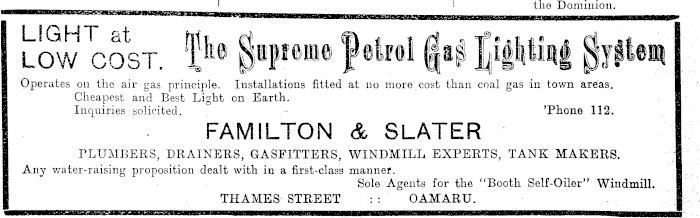 the Dominion.
LIGHT at
LOW COST.
The Supreme Petrol Gas Lighting System
Operates on the air gas principle. Installations fitted at no more cost than coal gas in town areas,
Cheapest and Best Light on Earth.
Inquiries solicited. 'Phone 112.
FAMILTON & SLATER
PLUMBERS, DRAINERS, GASFITTERS, WINDMILL EXPERTS, TANK MAKERS.
Any water-raising proposition dealt with in a first-class manner.
Sole Agents for the "Booth Self-Oiler" Windmill.
THAMES STREET :: OAMARU.